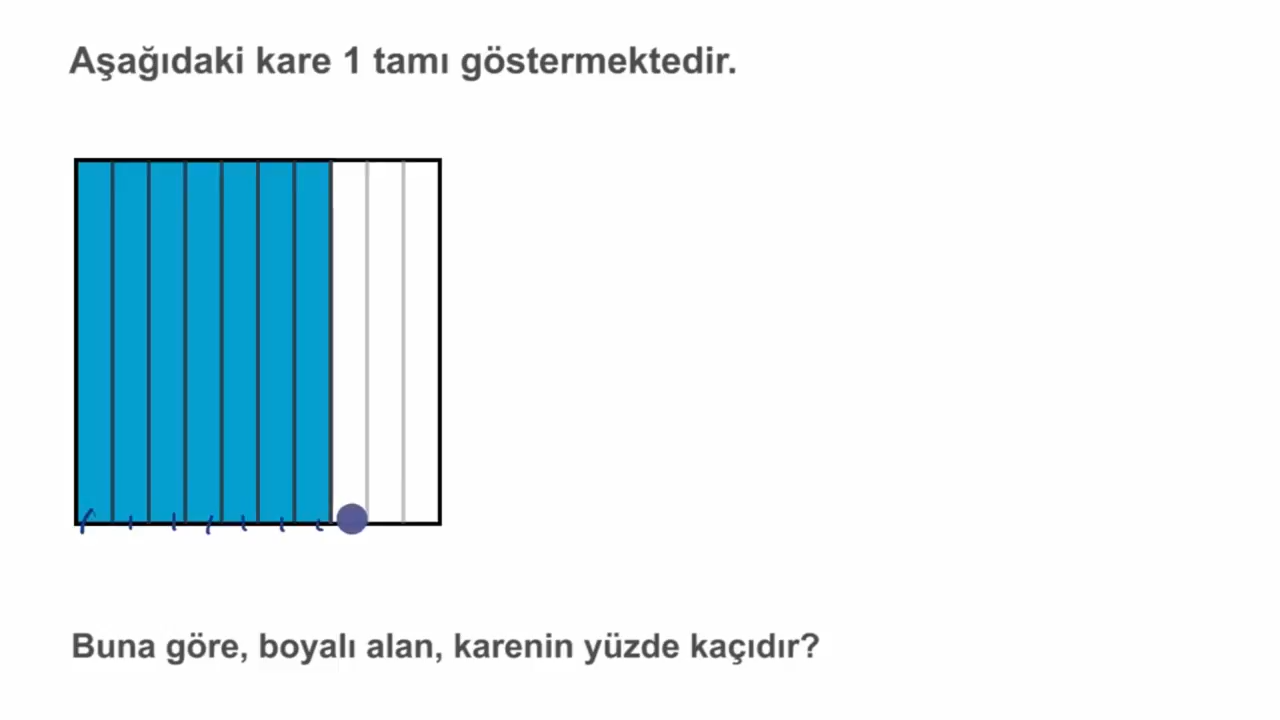 Aşağıdaki kare 1 tamı göstermektedir.
Buna göre, boyalı alan, karenin yüzde kaçıdır?